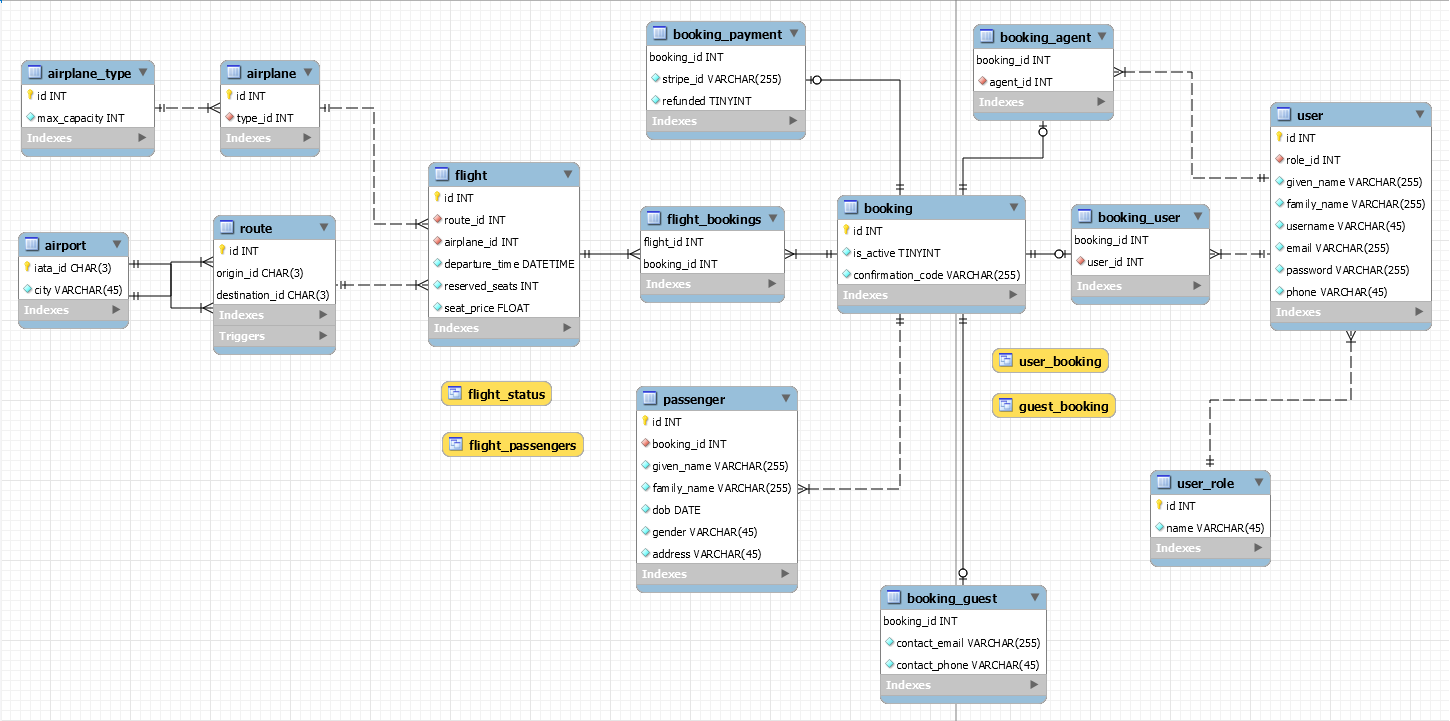 airplane_type
id INT
max_capacity INT
Indexes
airplane
id INT
type_id INT
Indexes
airport
iata_id CHAR(3)
city VARCHAR(45)
Indexes
route
id INT
origin_id CHAR(3)
destination_id CHAR(3)
Indexes
Triggers
flight
id INT
route_id INT
airplane_id INT
departure_time DATETIME
reserved_seats INT
seat_price FLOAT
Indexes
flight_status
flight_passengers
booking_payment
booking_id INT
stripe_id VARCHAR(255)
refunded TINYINT
Indexes
flight_bookings
flight_id INT
booking_id INT
Indexes
passenger
id INT
booking_id INT
given_name VARCHAR(255)
family_name VARCHAR(255)
dob DATE
gender VARCHAR(45)
address VARCHAR(45)
Indexes
booking
id INT
is_active TINYINT
confirmation_code VARCHAR(255)
Indexes
booking_agent
booking_id INT
agent_id INT
Indexes
booking_user
booking_id INT
user_id INT
Indexes
user_booking
guest_booking
booking_guest
booking_id INT
contact_email VARCHAR(255)
contact_phone VARCHAR(45)
Indexes
user
id INT
role_id INT
given_name VARCHAR(255)
family_name VARCHAR(255)
username VARCHAR(45)
email VARCHAR(255)
password VARCHAR(255)
phone VARCHAR(45)
Indexes
user_role
id INT
name VARCHAR(45)
Indexes